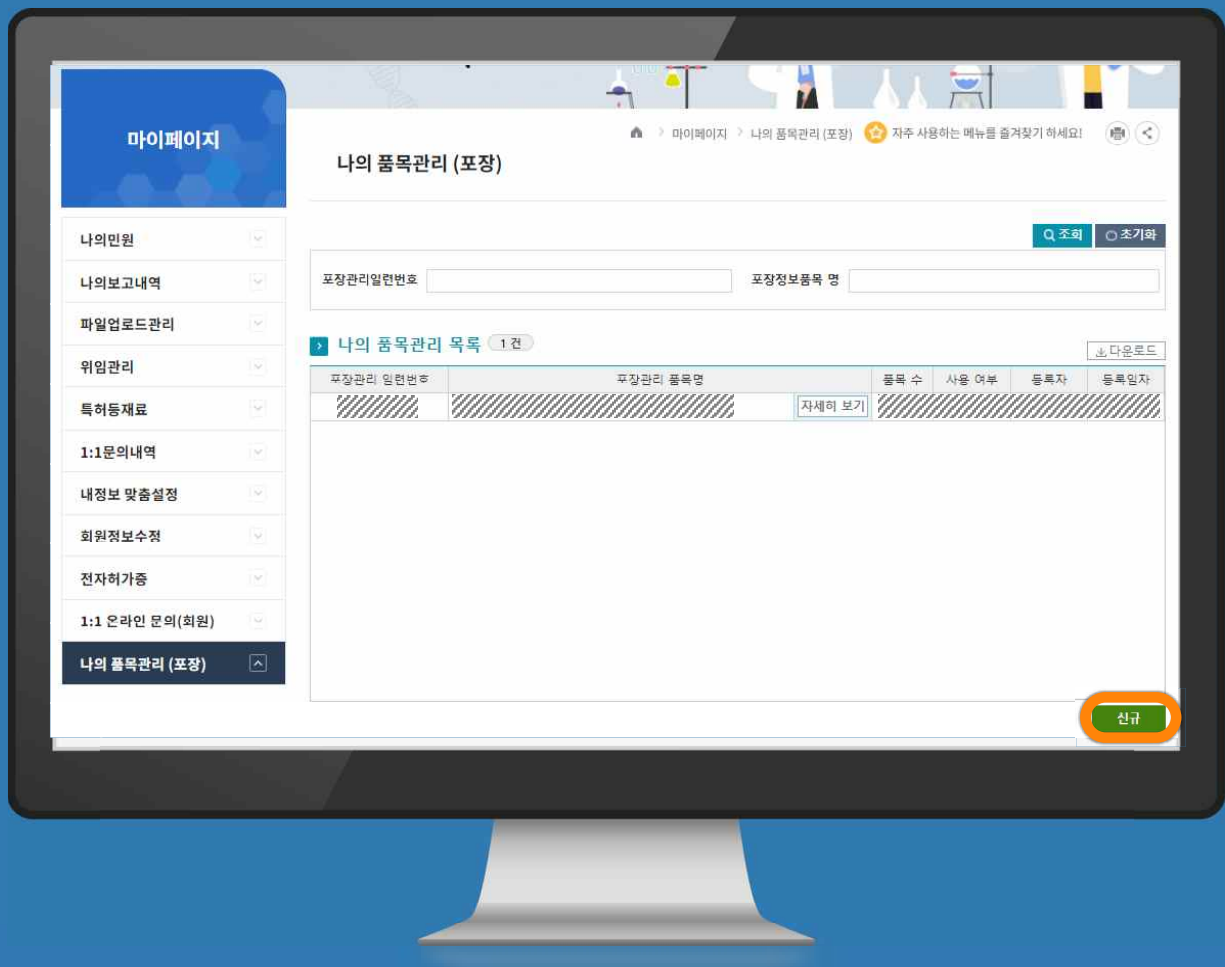 마이페이지
마이페이지 나의 품목관리 (포장) 자주 사용하는 메뉴를 즐겨찾기 하세요!
나의 품목관리 (포장)
나의민원
나의보고내역
파일업로드관리
위임관리
특허등재료
1:1문의내역
내정보 맞춤설정
회원정보수정
전자허가증
1:1 온라인 문의(회원)
나의 품목관리 (포장)
조회 초기화
포장관리일련번호 포장정보품목 명
나의 품목관리 목록 1 건
다운로드
포장관리 일련번호 포장관리 품목명 품목 수 사용 여부 등록자 등록일자
자세히 보기
신규